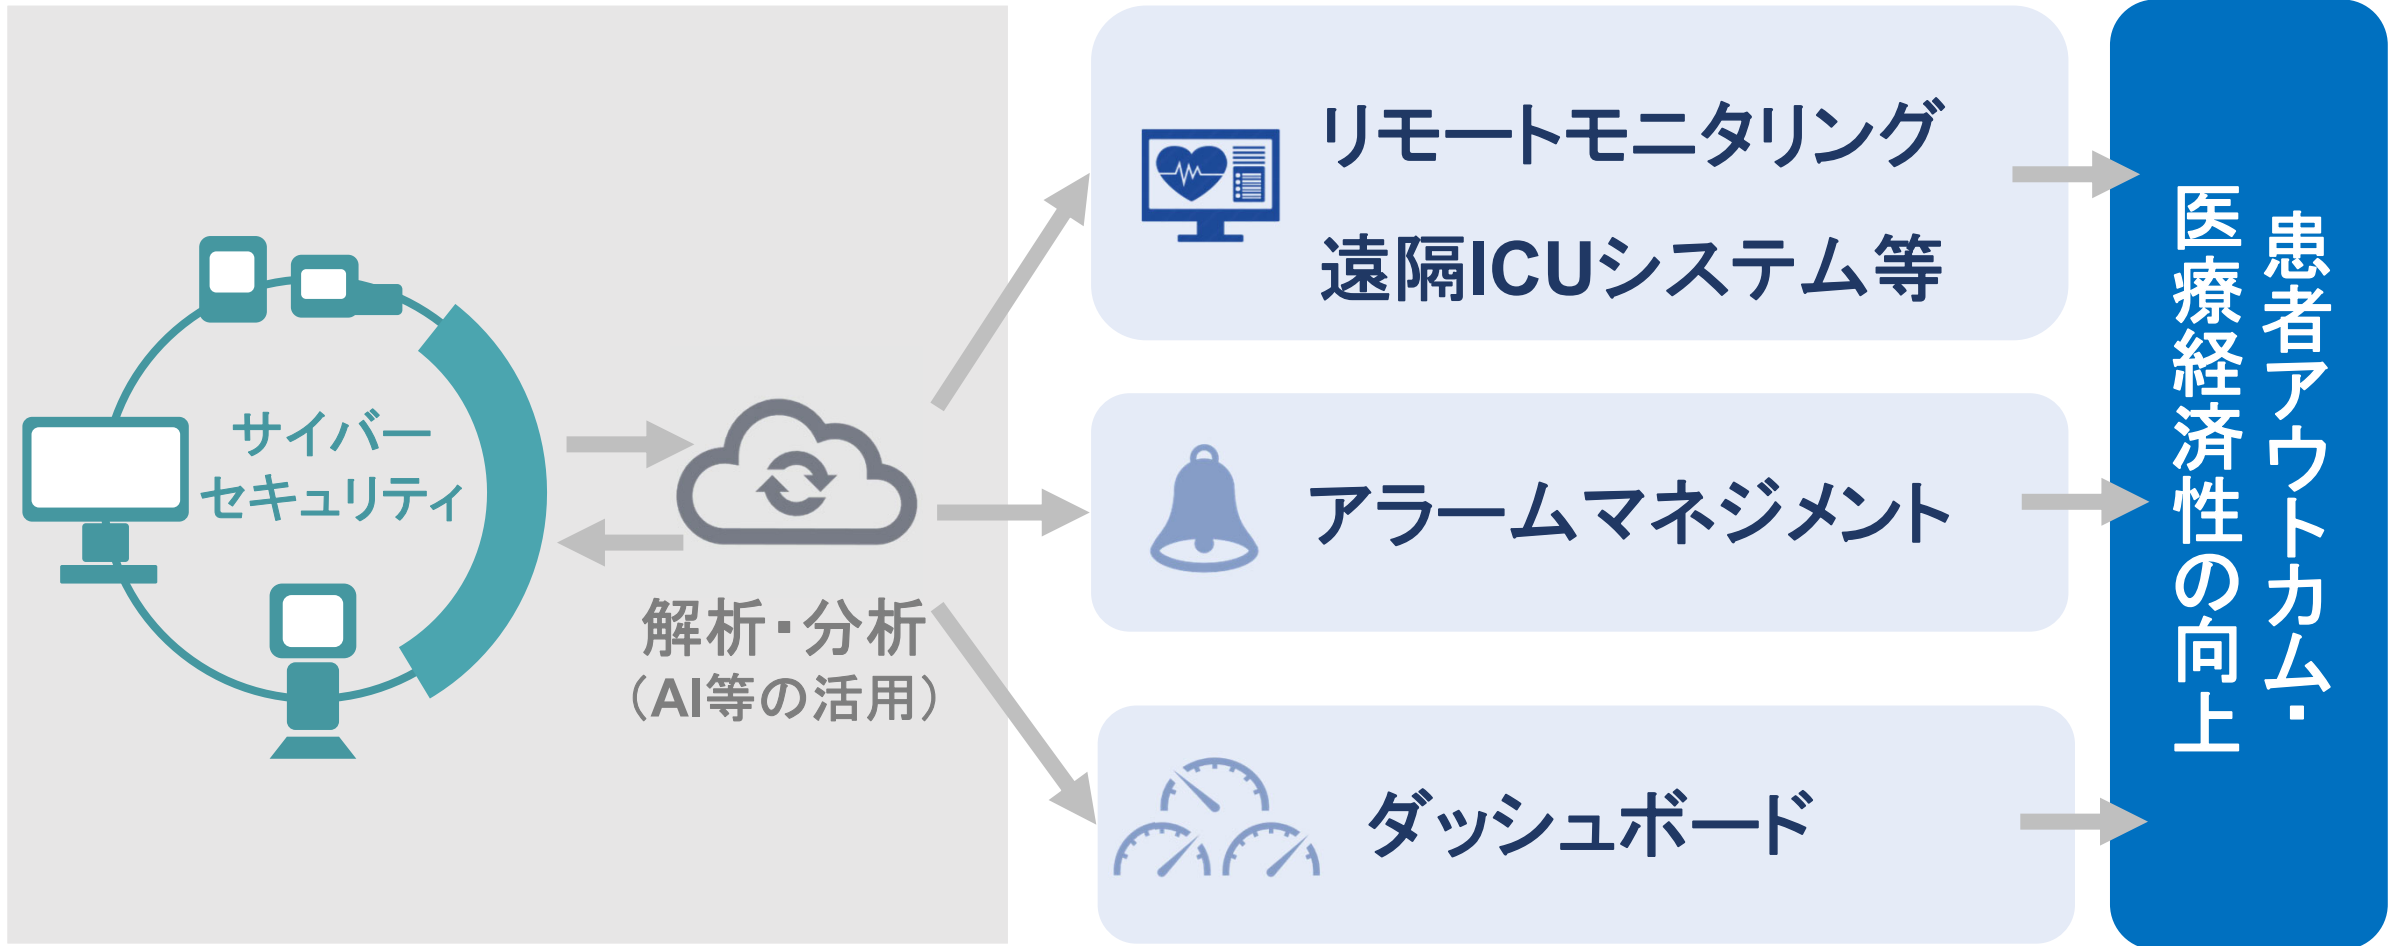 サイバー
セキュリティ
解析・分析
（AI等の活用）
リモートモニタリング
遠隔ICUシステム等
アラームマネジメント
ダッシュボード
患者アウトカム・
医療経済性の向上